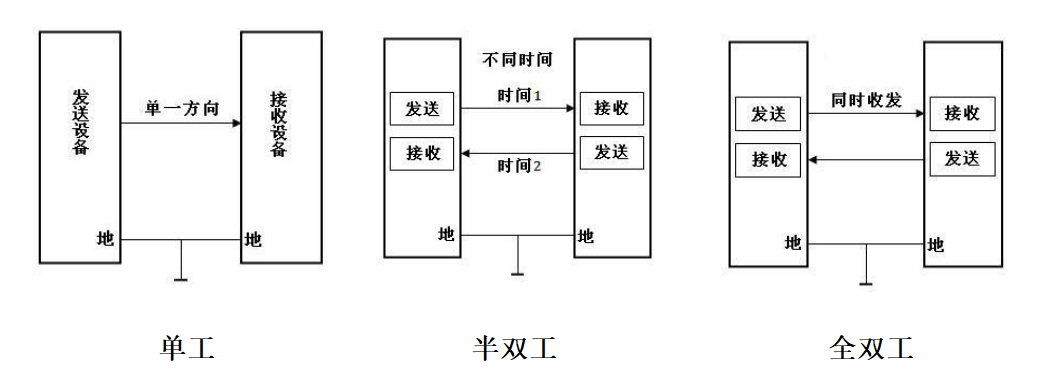 发送设备
单一方向
接收设备
地
地
单工
不同时间
时间1
发送
接收
接收
发送
时间2
地
地
半双工
同时收发
发送
接收
接收
发送
地
地
全双工